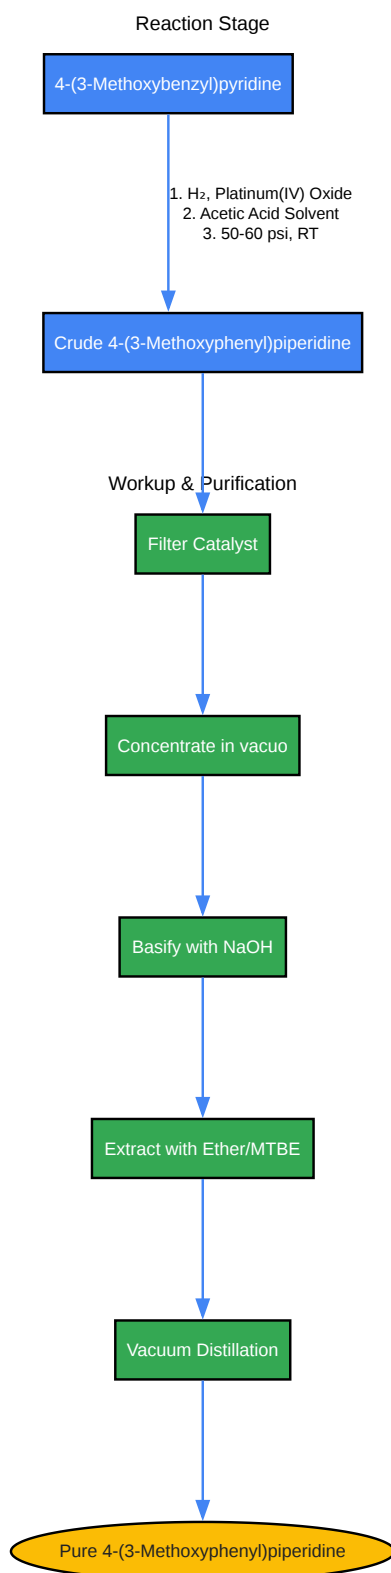 Reaction Stage
4-(3-Methoxybenzyl)pyridine
1. H₂, Platinum(IV) Oxide
2. Acetic Acid Solvent
3. 50-60 psi, RT
Crude 4-(3-Methoxyphenyl)piperidine
Workup & Purification
Filter Catalyst
Concentrate in vacuo
Basify with NaOH
Extract with Ether/MTBE
Vacuum Distillation
Pure 4-(3-Methoxyphenyl)piperidine